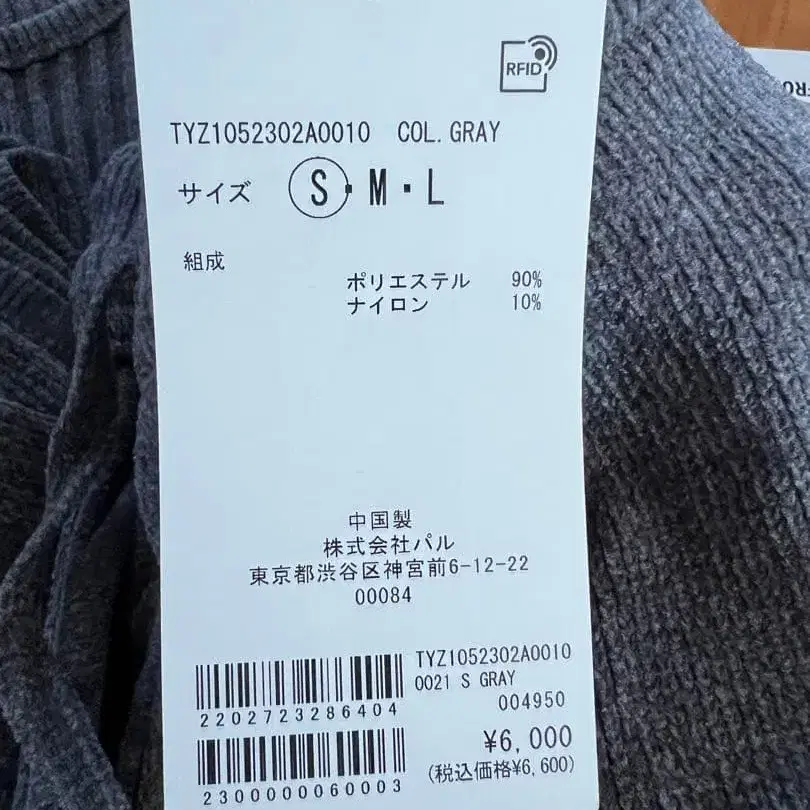 RFID
TYZ1052302A0010 COL.GRAY
サイズ S・M・L
組成
ポリエステル 90%
ナイロン 10%
中国製
株式会社パル
東京都渋谷区神宮前6-12-22
00084
TYZ1052302A0010
0021 S GRAY
004950
2202723286404
¥6,000
(税込価格¥6,600)
2300000060003